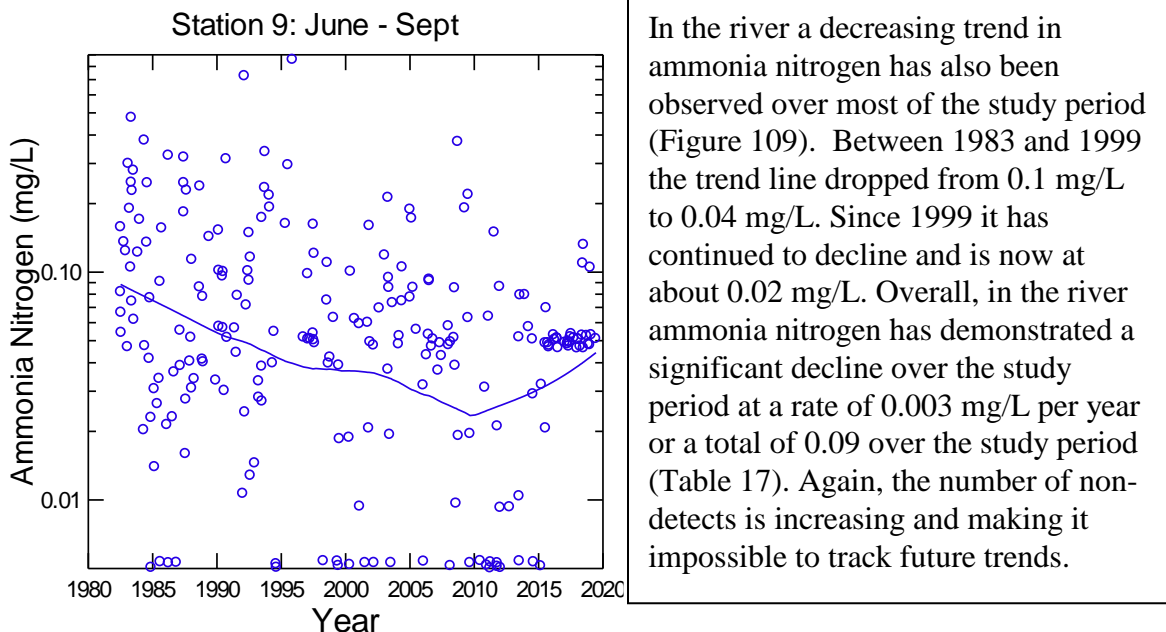 Station 9: June - Sept
Ammonia Nitrogen (mg/L)
0.10
0.01
1980 1985 1990 1995 2000 2005 2010 2015 2020
Year
In the river a decreasing trend in
ammonia nitrogen has also been
observed over most of the study period
(Figure 109). Between 1983 and 1999
the trend line dropped from 0.1 mg/L
to 0.04 mg/L. Since 1999 it has
continued to decline and is now at
about 0.02 mg/L. Overall, in the river
ammonia nitrogen has demonstrated a
significant decline over the study
period at a rate of 0.003 mg/L per year
or a total of 0.09 over the study period
(Table 17). Again, the number of non-
detects is increasing and making it
impossible to track future trends.